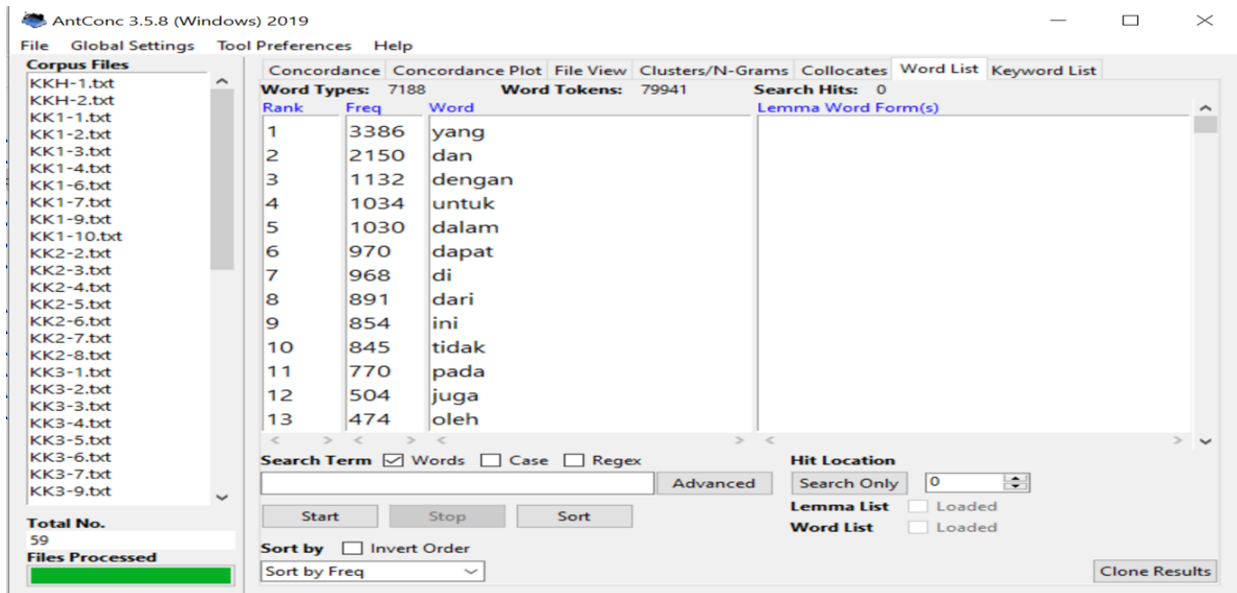 AntConc 3.5.8 (Windows) 2019
File Global Settings Tool Preferences Help
Corpus Files
KKH-1.txt
KKH-2.txt
KK1-1.txt
KK1-2.txt
KK1-3.txt
KK1-4.txt
KK1-6.txt
KK1-7.txt
KK1-9.txt
KK1-10.txt
KK2-2.txt
KK2-3.txt
KK2-4.txt
KK2-5.txt
KK2-6.txt
KK2-7.txt
KK2-8.txt
KK3-1.txt
KK3-2.txt
KK3-3.txt
KK3-4.txt
KK3-5.txt
KK3-6.txt
KK3-7.txt
KK3-9.txt
Total No.
59
Files Processed
Concordance Concordance Plot File View Clusters/N-Grams Collocates Word List Keyword List
Word Types: 7188 Word Tokens: 79941 Search Hits: 0
Rank Freq Word Lemma Word Form(s)
1 3386 yang
2 2150 dan
3 1132 dengan
4 1034 untuk
5 1030 dalam
6 970 dapat
7 968 di
8 891 dari
9 854 ini
10 845 tidak
11 770 pada
12 504 juga
13 474 oleh
Search Term Words Case Regex Hit Location
Advanced Search Only 0
Start Stop Sort Lemma List Loaded
Word List Loaded
Sort by Invert Order
Sort by Freq Clone Results